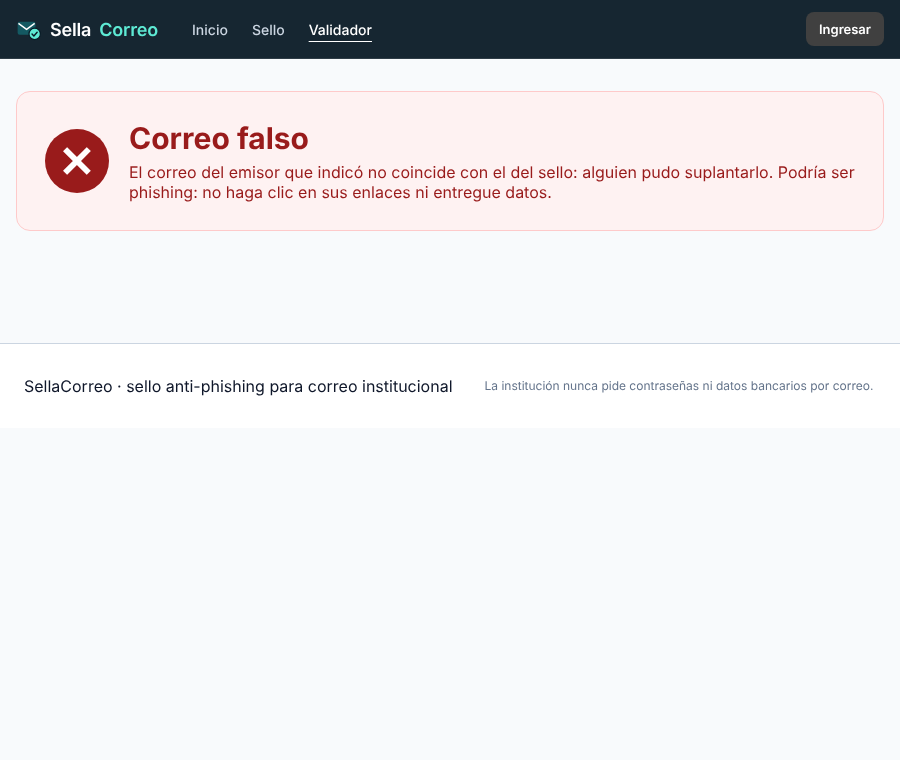 Sella Correo
Inicio
Sello
Validador
Ingresar
Correo falso
El correo del emisor que indicó no coincide con el del sello: alguien pudo suplantarlo. Podría ser
phishing: no haga clic en sus enlaces ni entregue datos.
SellaCorreo · sello anti-phishing para correo institucional
La institución nunca pide contraseñas ni datos bancarios por correo.